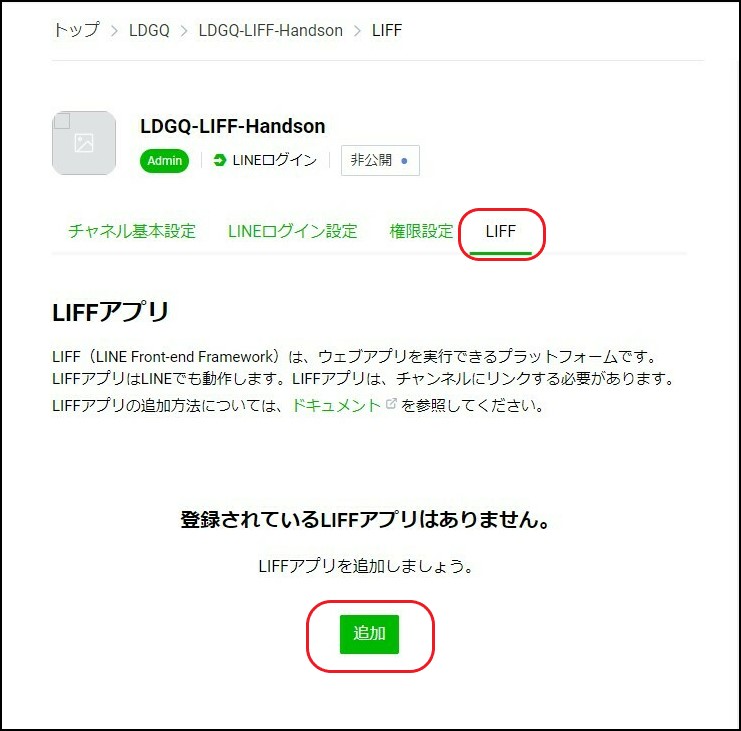 トップ > LDGQ > LDGQ-LIFF-Handson > LIFF
LDGQ-LIFF-Handson
Admin LINEログイン 非公開
チャネル基本設定 LINEログイン設定 権限設定 LIFF
LIFFアプリ
LIFF（LINE Front-end Framework）は、ウェブアプリを実行できるプラットフォームです。
LIFFアプリはLINEでも動作します。LIFFアプリは、チャンネルにリンクする必要があります。
LIFFアプリの追加方法については、ドキュメントを参照してください。
登録されているLIFFアプリはありません。
LIFFアプリを追加しましょう。
追加